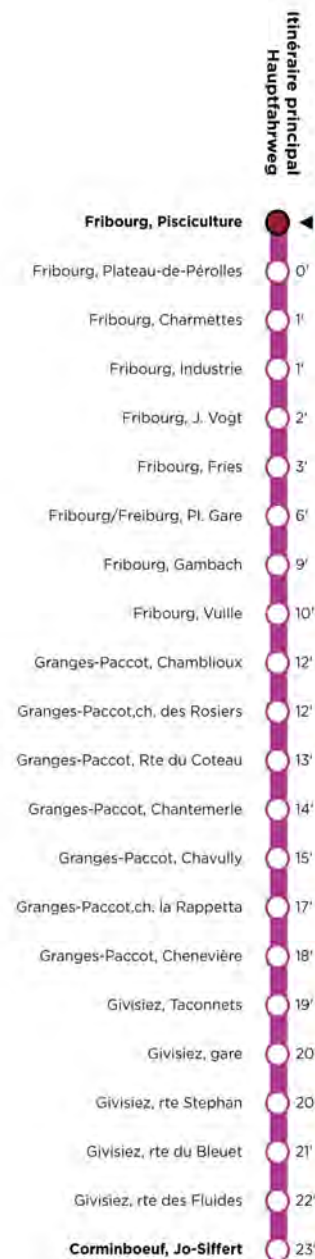 Itinéraire principal
Hauptfahrweg
Fribourg, Pisciculture
Fribourg, Plateau-de-Pérolles 0'
Fribourg, Charmettes 1'
Fribourg, Industrie 1'
Fribourg, J. Vogt 2'
Fribourg, Fries 3'
Fribourg/Freiburg, Pl. Gare 6'
Fribourg, Gambach 9'
Fribourg, Vuille 10'
Granges-Paccot, Chamblioux 12'
Granges-Paccot,ch. des Rosiers 12'
Granges-Paccot, Rte du Coteau 13'
Granges-Paccot, Chantemerle 14'
Granges-Paccot, Chavully 15'
Granges-Paccot,ch. la Rappetta 17'
Granges-Paccot, Chenevière 18'
Givisiez, Taconnets 19'
Givisiez, gare 20
Givisiez, rte Stephan 20
Givisiez, rte du Bleuet 21'
Givisiez, rte des Fluides 22'
Corminboeuf, Jo-Siffert 23'